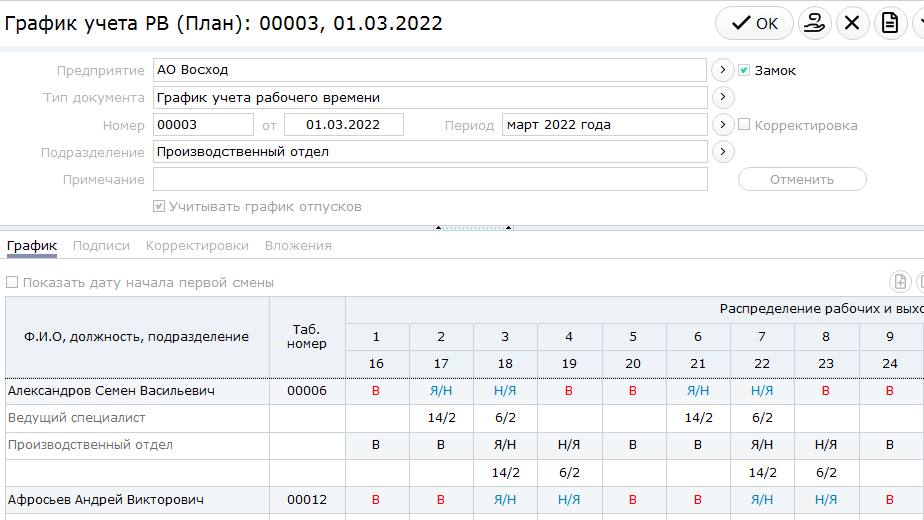 График учета РВ (План): 00003, 01.03.2022
OK
Предприятие АО Восход Замок
Тип документа График учета рабочего времени
Номер 00003 от 01.03.2022 Период март 2022 года Корректировка
Подразделение Производственный отдел
Примечание Отменить
Учитывать график отпусков
График Подписи Корректировки Вложения
Показать дату начала первой смены
Распределение рабочих и выхо
Ф.И.О, должность, подразделение Таб. номер
1 2 3 4 5 6 7 8 9
16 17 18 19 20 21 22 23 24
Александров Семен Васильевич 00006 В Я/Н Н/Я В В Я/Н Н/Я В В
Ведущий специалист 14/2 6/2 14/2 6/2
Производственный отдел В В Я/Н Н/Я В В Я/Н Н/Я В
14/2 6/2 14/2 6/2
Афросьев Андрей Викторович 00012 В В Я/Н Н/Я В В Я/Н Н/Я В